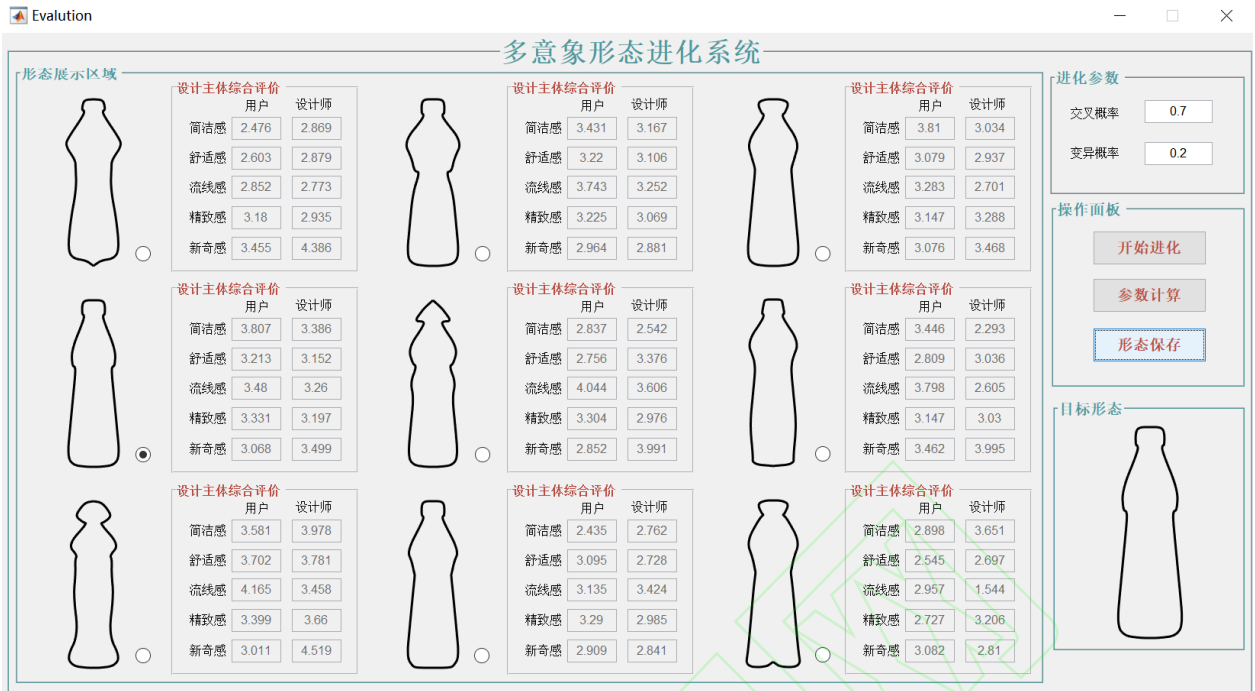 Evalution
多意象形态进化系统
形态展示区域
设计主体综合评价
用户 设计师
简洁感 2.476 2.869
舒适感 2.603 2.879
流线感 2.852 2.773
精致感 3.18 2.935
新奇感 3.455 4.386
设计主体综合评价
用户 设计师
简洁感 3.431 3.167
舒适感 3.22 3.106
流线感 3.743 3.252
精致感 3.225 3.069
新奇感 2.964 2.881
设计主体综合评价
用户 设计师
简洁感 3.81 3.034
舒适感 3.079 2.937
流线感 3.283 2.701
精致感 3.147 3.288
新奇感 3.076 3.468
设计主体综合评价
用户 设计师
简洁感 3.807 3.386
舒适感 3.213 3.152
流线感 3.48 3.26
精致感 3.331 3.197
新奇感 3.068 3.499
设计主体综合评价
用户 设计师
简洁感 2.837 2.542
舒适感 2.756 3.376
流线感 4.044 3.606
精致感 3.304 2.976
新奇感 2.852 3.991
设计主体综合评价
用户 设计师
简洁感 3.446 2.293
舒适感 2.809 3.036
流线感 3.798 2.605
精致感 3.147 3.03
新奇感 3.462 3.995
设计主体综合评价
用户 设计师
简洁感 3.581 3.978
舒适感 3.702 3.781
流线感 4.165 3.458
精致感 3.399 3.66
新奇感 3.011 4.519
设计主体综合评价
用户 设计师
简洁感 2.435 2.762
舒适感 3.095 2.728
流线感 3.135 3.424
精致感 3.29 2.985
新奇感 2.909 2.841
设计主体综合评价
用户 设计师
简洁感 2.898 3.651
舒适感 2.545 2.697
流线感 2.957 1.544
精致感 2.727 3.206
新奇感 3.082 2.81
进化参数
交叉概率 0.7
变异概率 0.2
操作面板
开始进化
参数计算
形态保存
目标形态